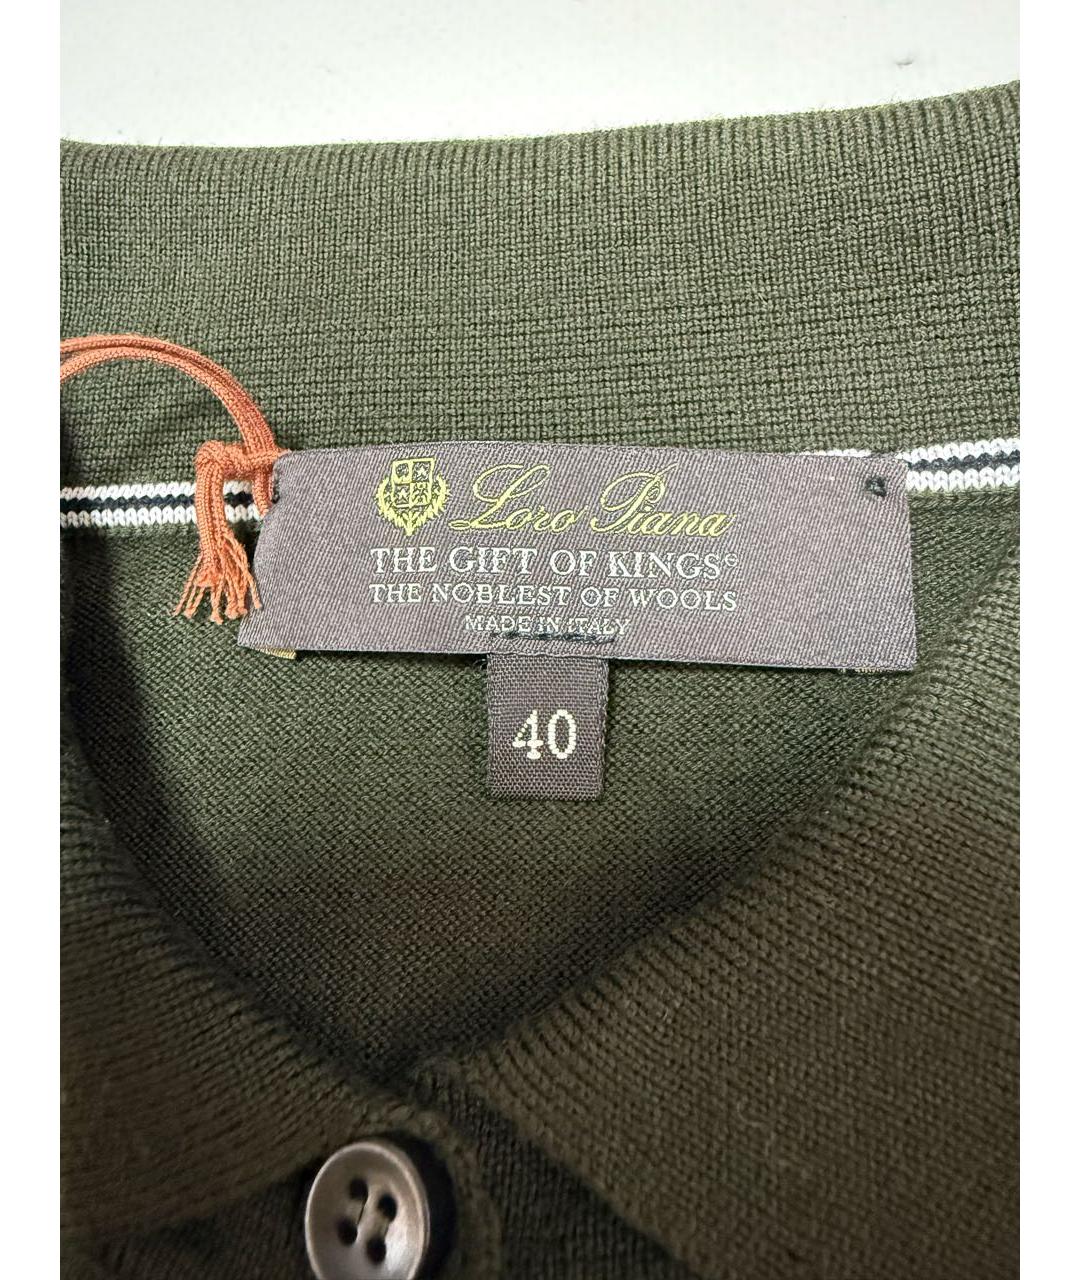 Loro Piana
THE GIFT OF KINGS®
THE NOBLEST OF WOOLS
MADE IN ITALY
40